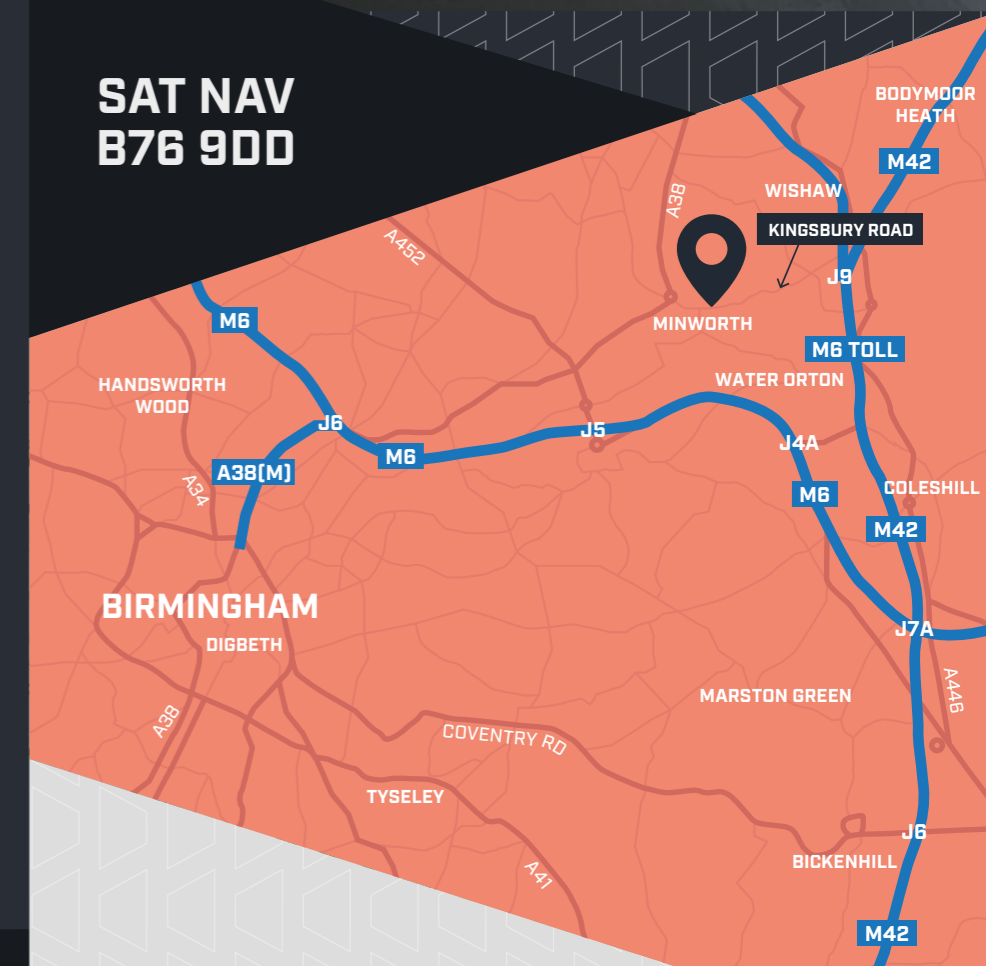 SAT NAV
B76 9DD
BODYMOOR
HEATH
M42
WISHAW
A38
KINGSBURY ROAD
A452
J9
M6
MINWORTH
M6 TOLL
WATER ORTON
HANDSWORTH
WOOD
J6
J5
J4A
M6
A38(M)
A34
M6
COLESHILL
M42
BIRMINGHAM
J7A
DIGBETH
MARSTON GREEN
A446
A38
COVENTRY RD
TYSELEY
J6
BICKENHILL
A41
M42